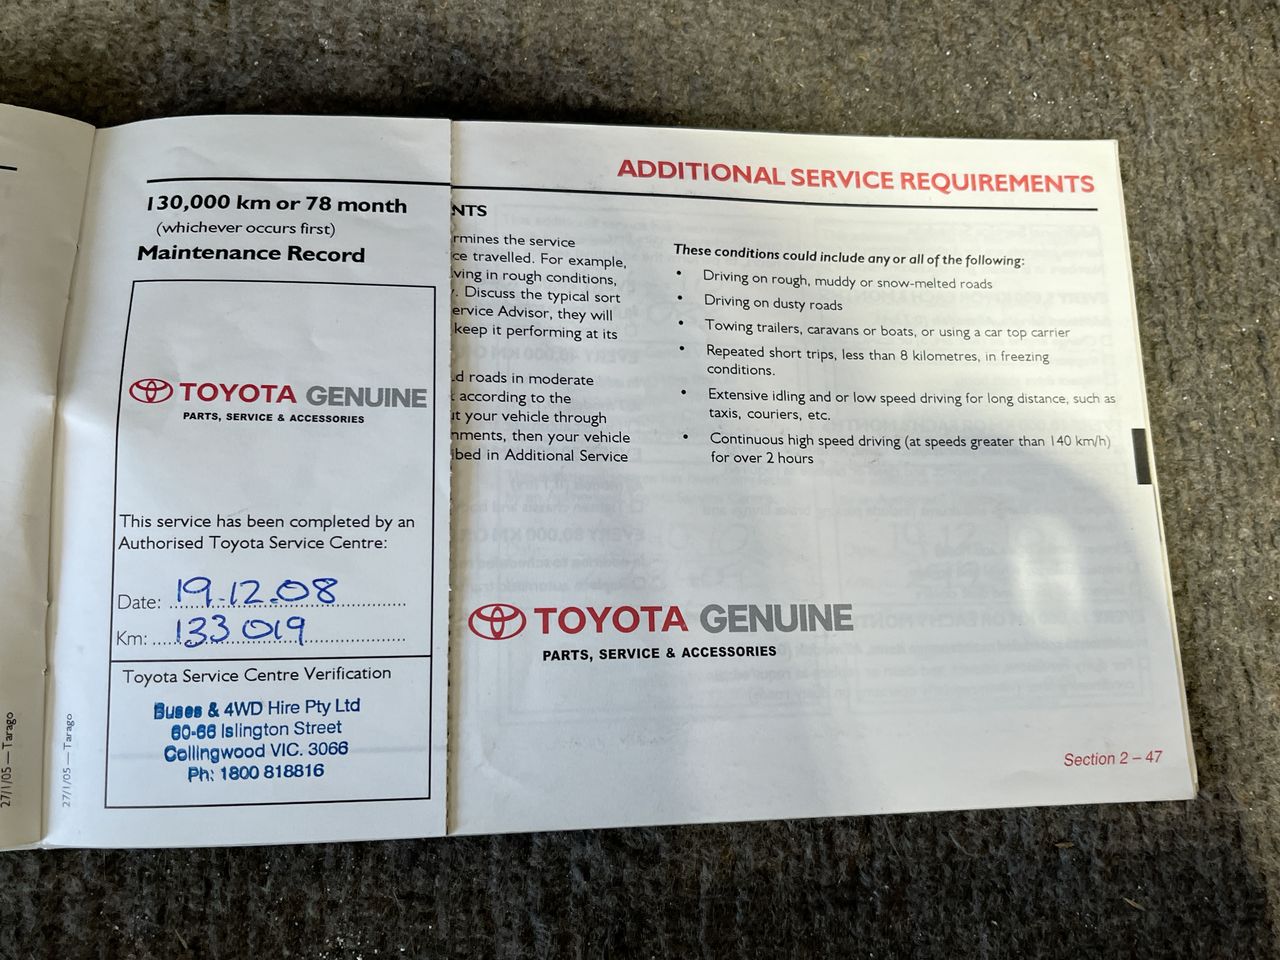 130,000 km or 78 month
(whichever occurs first)
Maintenance Record
TOYOTA GENUINE
PARTS, SERVICE & ACCESSORIES
This service has been completed by an
Authorised Toyota Service Centre:
Date: 19.12.08
Km: 133 019
Toyota Service Centre Verification
Buses & 4WD Hire Pty Ltd
60-66 Islington Street
Collingwood VIC. 3066
Ph: 1800 818816
27/1/05 — Tarago
27/1/05 — Tarago
ADDITIONAL SERVICE REQUIREMENTS
NTS
rmines the service
ce travelled. For example,
ving in rough conditions,
. Discuss the typical sort
ervice Advisor, they will
keep it performing at its
d roads in moderate
according to the
t your vehicle through
nments, then your vehicle
bed in Additional Service
These conditions could include any or all of the following:
• Driving on rough, muddy or snow-melted roads
• Driving on dusty roads
• Towing trailers, caravans or boats, or using a car top carrier
• Repeated short trips, less than 8 kilometres, in freezing
conditions.
• Extensive idling and or low speed driving for long distance, such as
taxis, couriers, etc.
• Continuous high speed driving (at speeds greater than 140 km/h)
for over 2 hours
TOYOTA GENUINE
PARTS, SERVICE & ACCESSORIES
Section 2 – 47